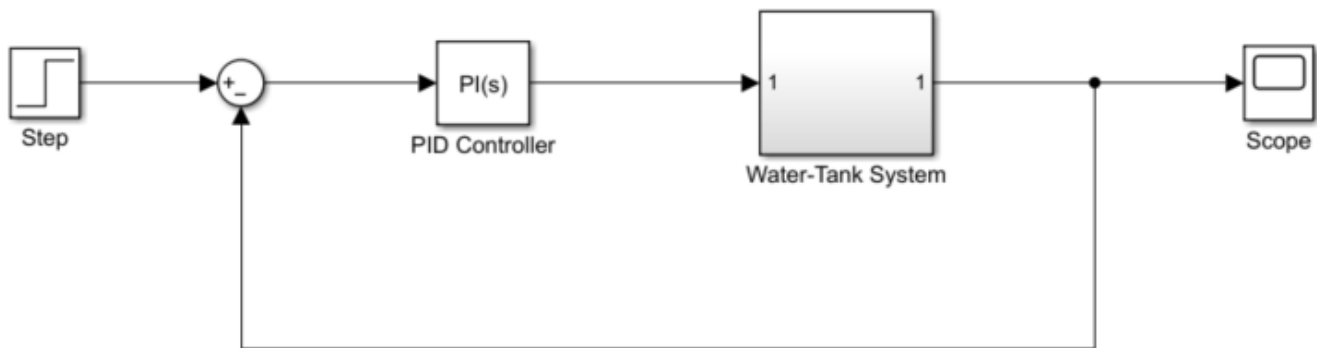 +
−
PI(s)
1
1
Step
PID Controller
Water-Tank System
Scope